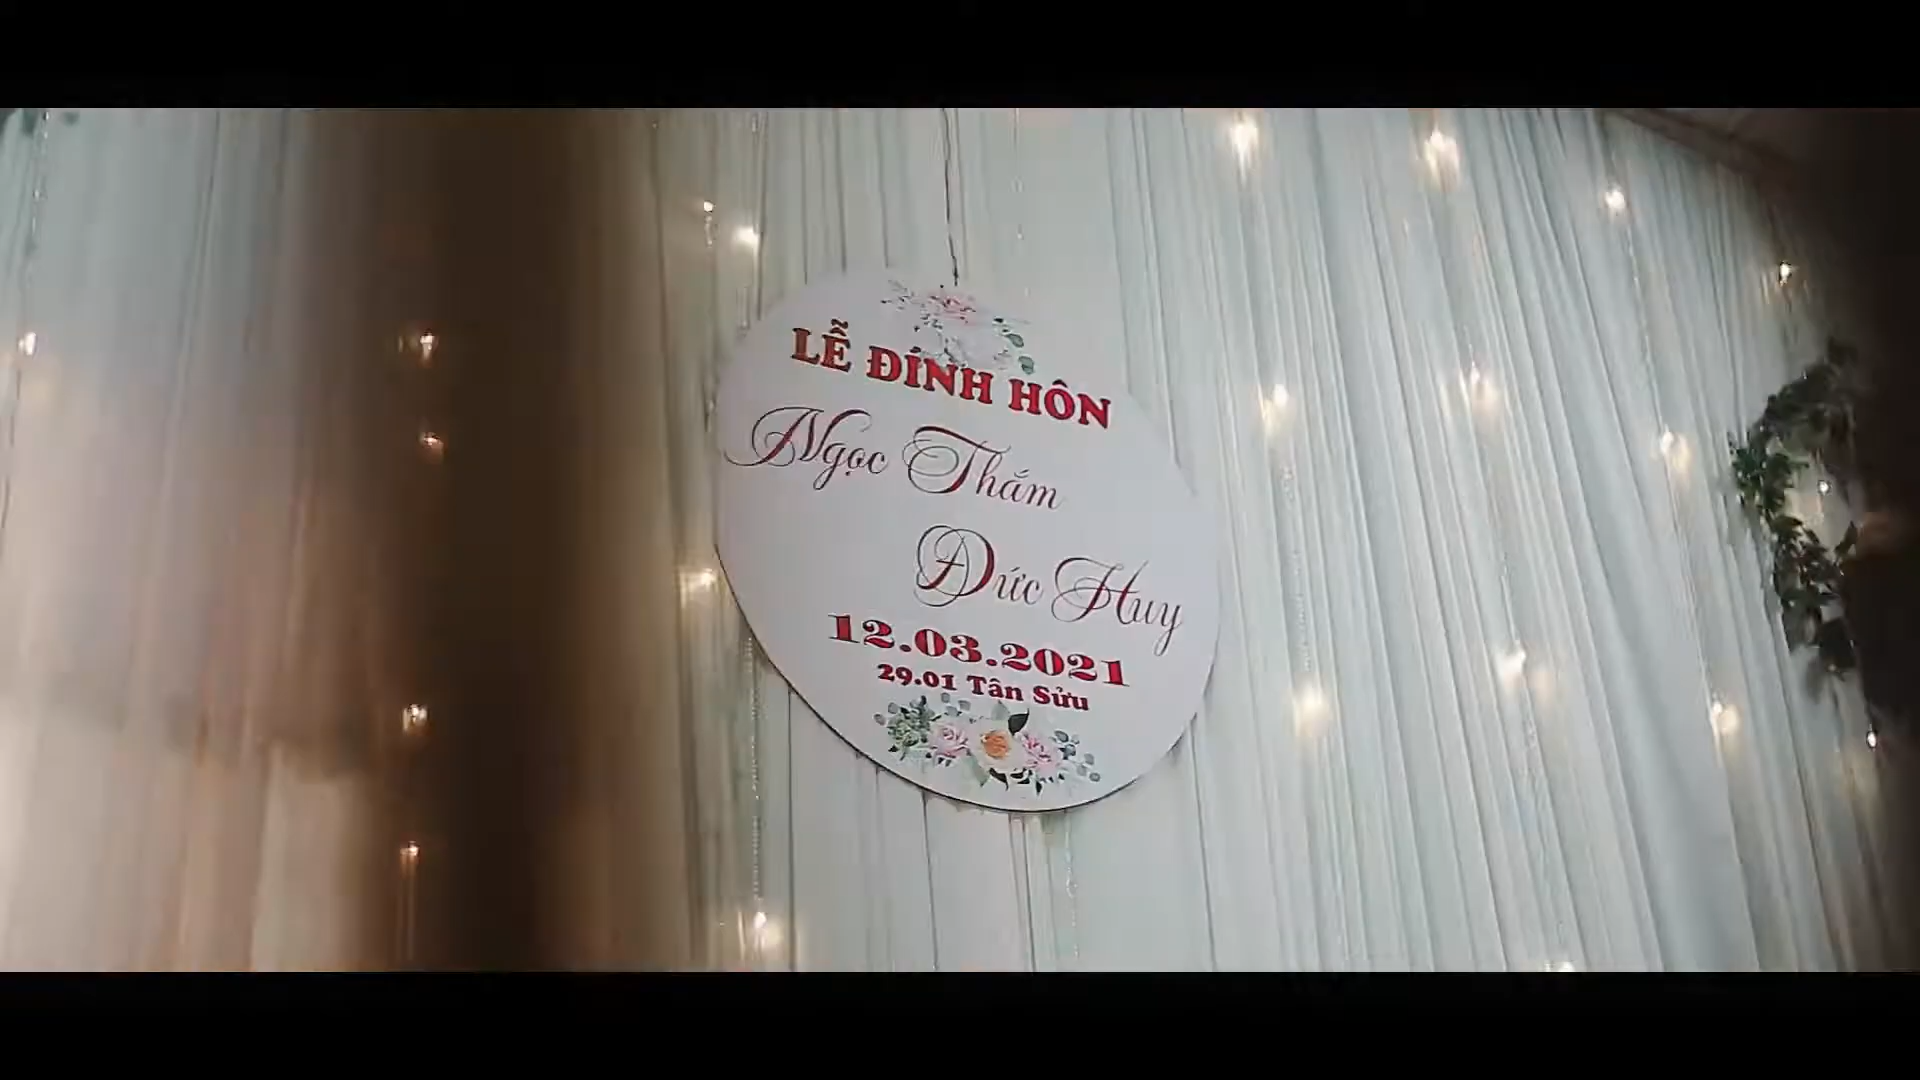 LỄ ĐÍNH HÔN
Ngọc Thắm
Đức Huy
12.03.2021
29.01 Tân Sửu